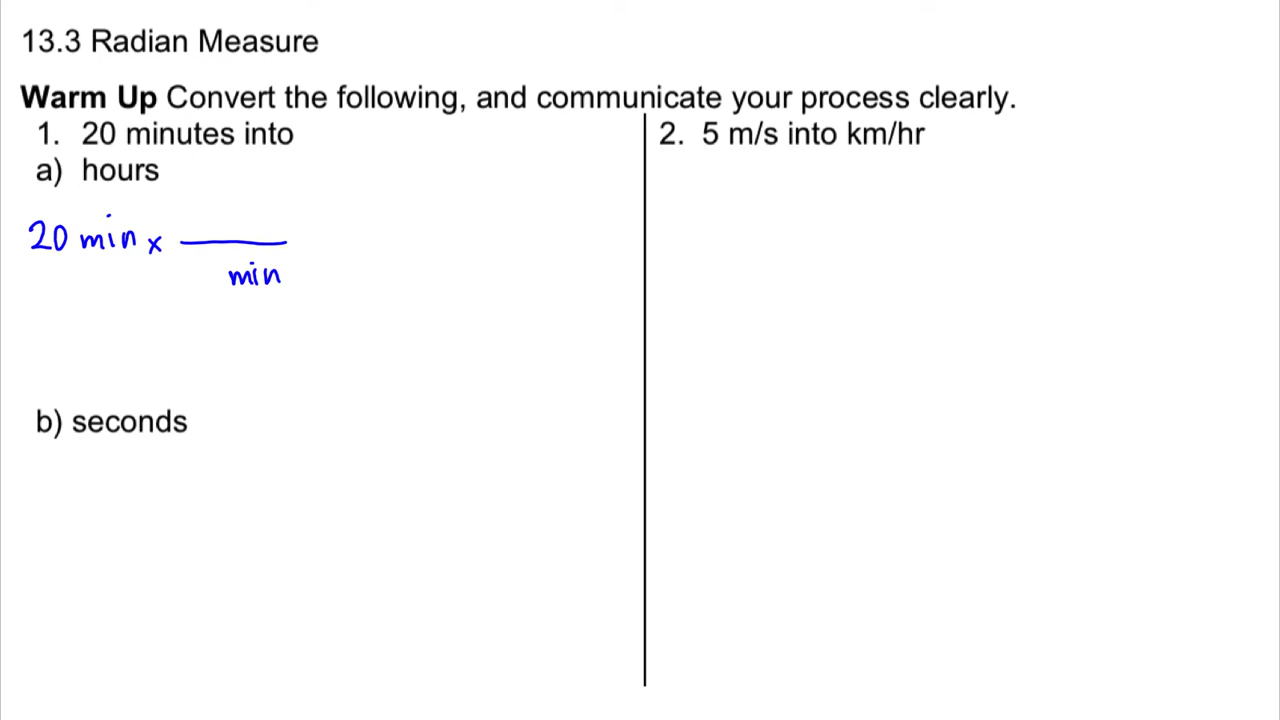 13.3 Radian Measure
Warm Up Convert the following, and communicate your process clearly.
1. 20 minutes into
a) hours
20 min x
min
b) seconds
2. 5 m/s into km/hr